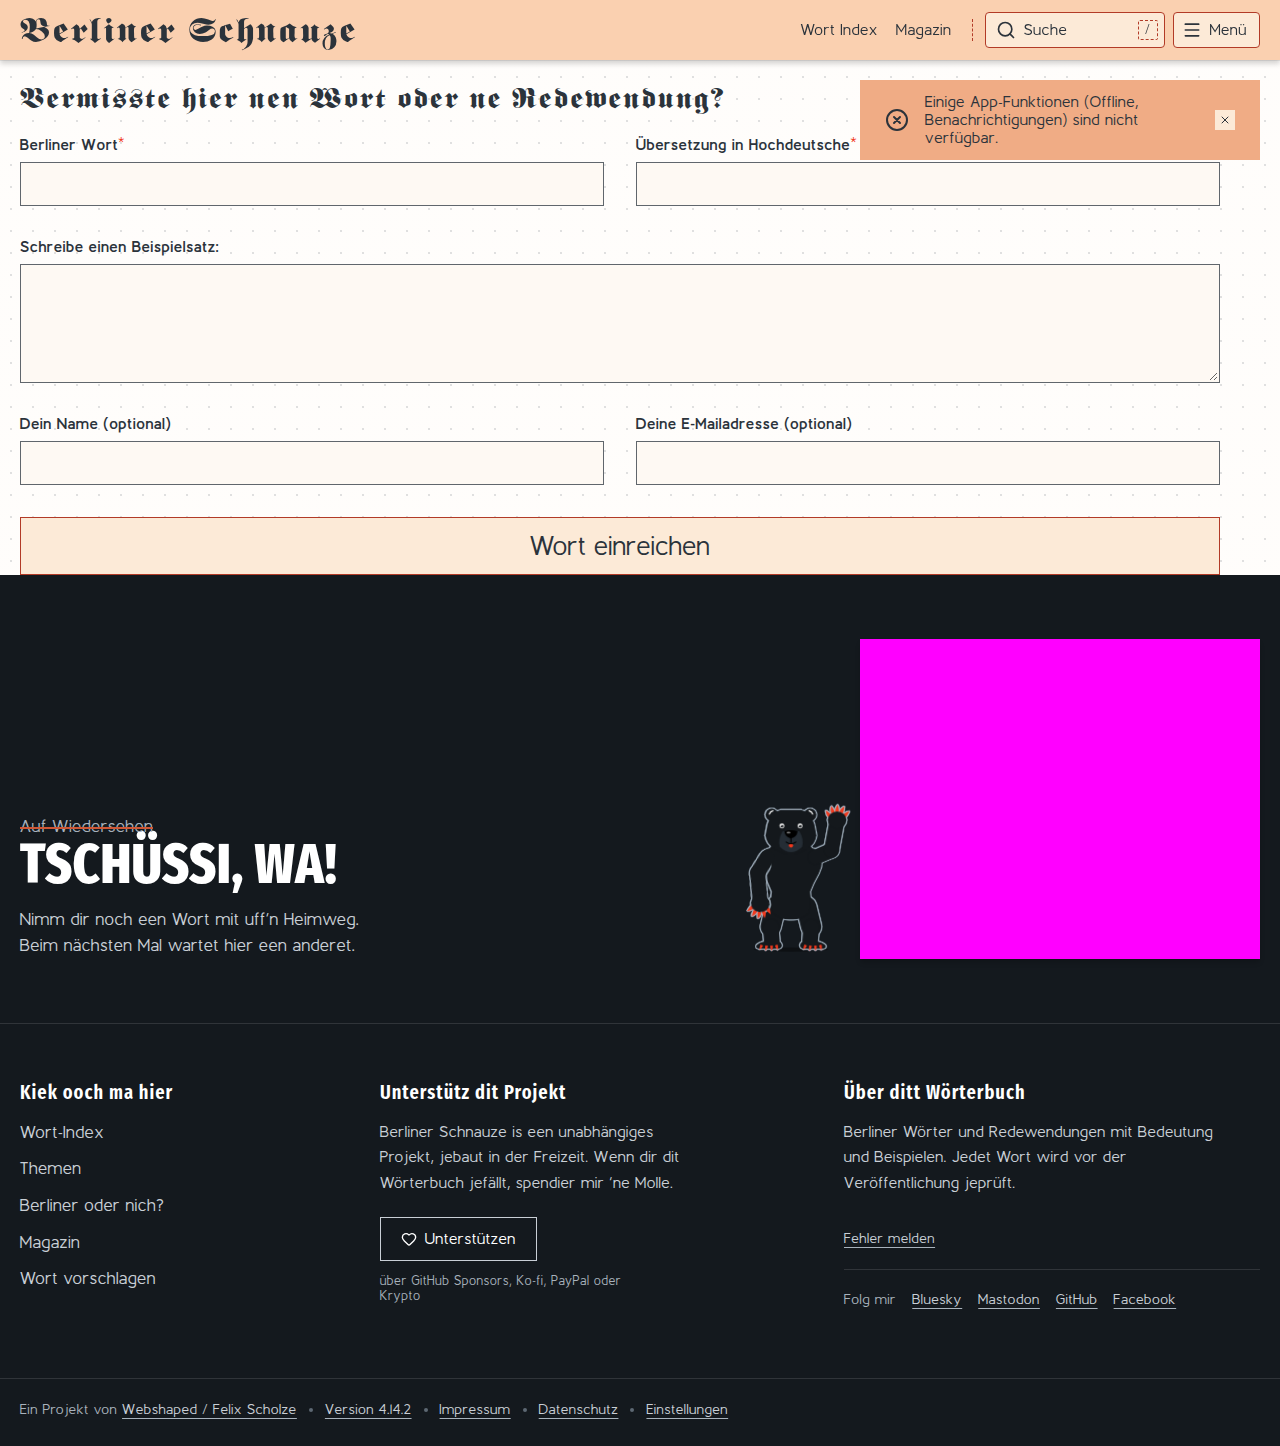 Berliner Schnauze
Wort Index
Magazin
Suche
/
Menü
Vermisste hier nen Wort oder ne Redewendung?
Einige App-Funktionen (Offline,
Benachrichtigungen) sind nicht
verfügbar.
Berliner Wort*
Übersetzung in Hochdeutsche*
Schreibe einen Beispielsatz:
Dein Name (optional)
Deine E-Mailadresse (optional)
Wort einreichen
Auf Wiedersehen
TSCHÜSSI, WA!
Nimm dir noch een Wort mit uff’n Heimweg.
Beim nächsten Mal wartet hier een anderet.
Kiek ooch ma hier
Wort-Index
Themen
Berliner oder nich?
Magazin
Wort vorschlagen
Unterstütz dit Projekt
Berliner Schnauze is een unabhängiges
Projekt, jebaut in der Freizeit. Wenn dir dit
Wörterbuch jefällt, spendier mir ’ne Molle.
Unterstützen
über GitHub Sponsors, Ko-fi, PayPal oder
Krypto
Über ditt Wörterbuch
Berliner Wörter und Redewendungen mit Bedeutung
und Beispielen. Jedet Wort wird vor der
Veröffentlichung jeprüft.
Fehler melden
Folg mir Bluesky Mastodon GitHub Facebook
Ein Projekt von Webshaped / Felix Scholze • Version 4.14.2 • Impressum • Datenschutz • Einstellungen